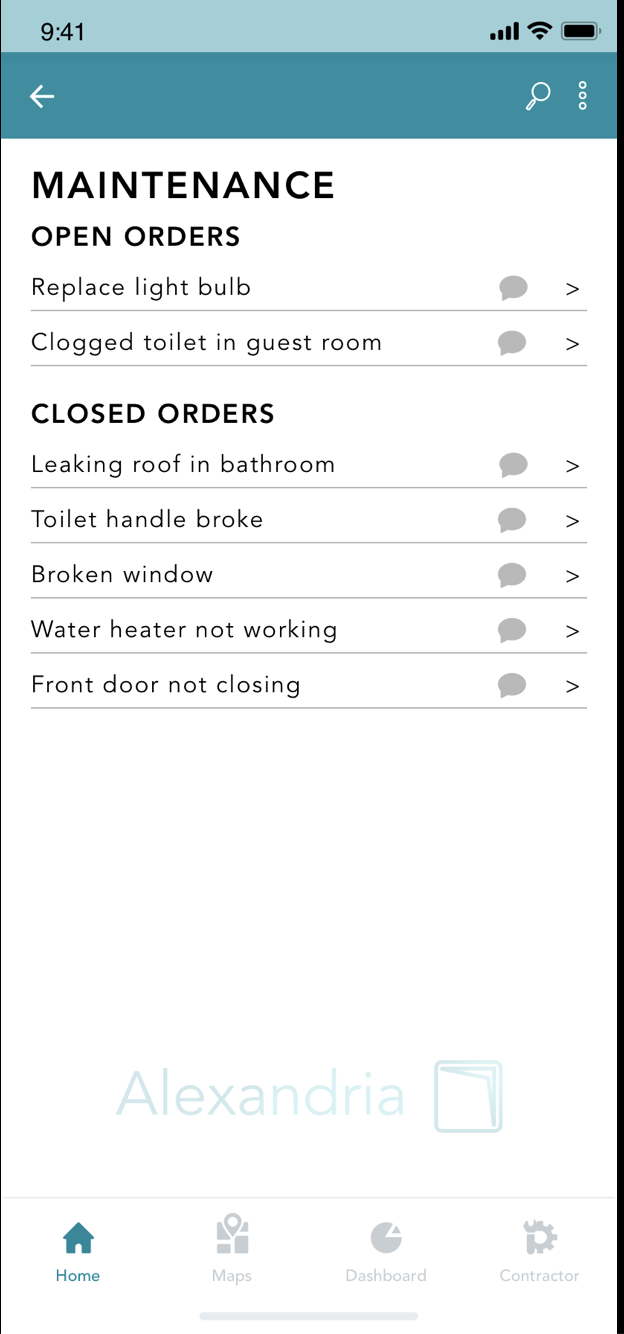 9:41
MAINTENANCE
OPEN ORDERS
Replace light bulb >
Clogged toilet in guest room >
CLOSED ORDERS
Leaking roof in bathroom >
Toilet handle broke >
Broken window >
Water heater not working >
Front door not closing >
Alexandria
Home Maps Dashboard Contractor